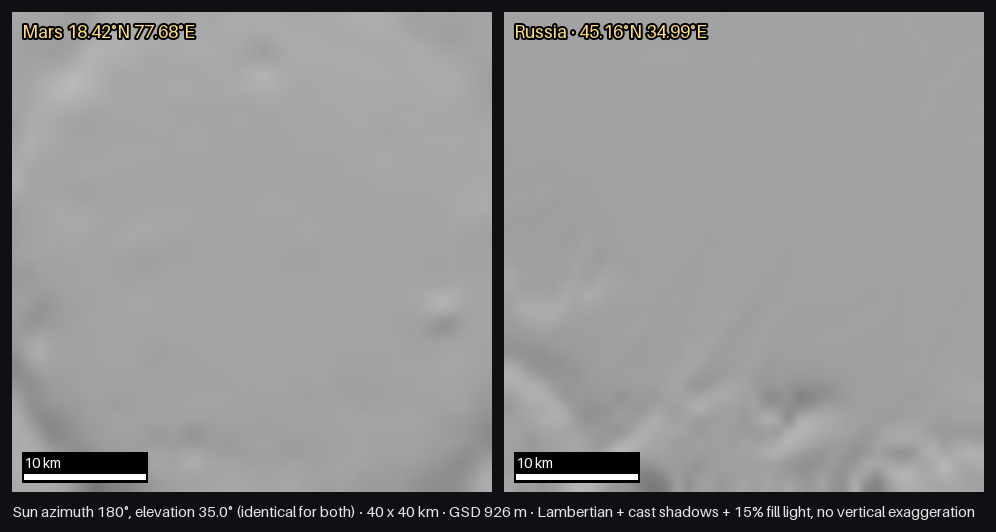 Mars 18.42°N 77.68°E
Russia · 45.16°N 34.99°E
10 km
10 km
Sun azimuth 180°, elevation 35.0° (identical for both) · 40 x 40 km · GSD 926 m · Lambertian + cast shadows + 15% fill light, no vertical exaggeration